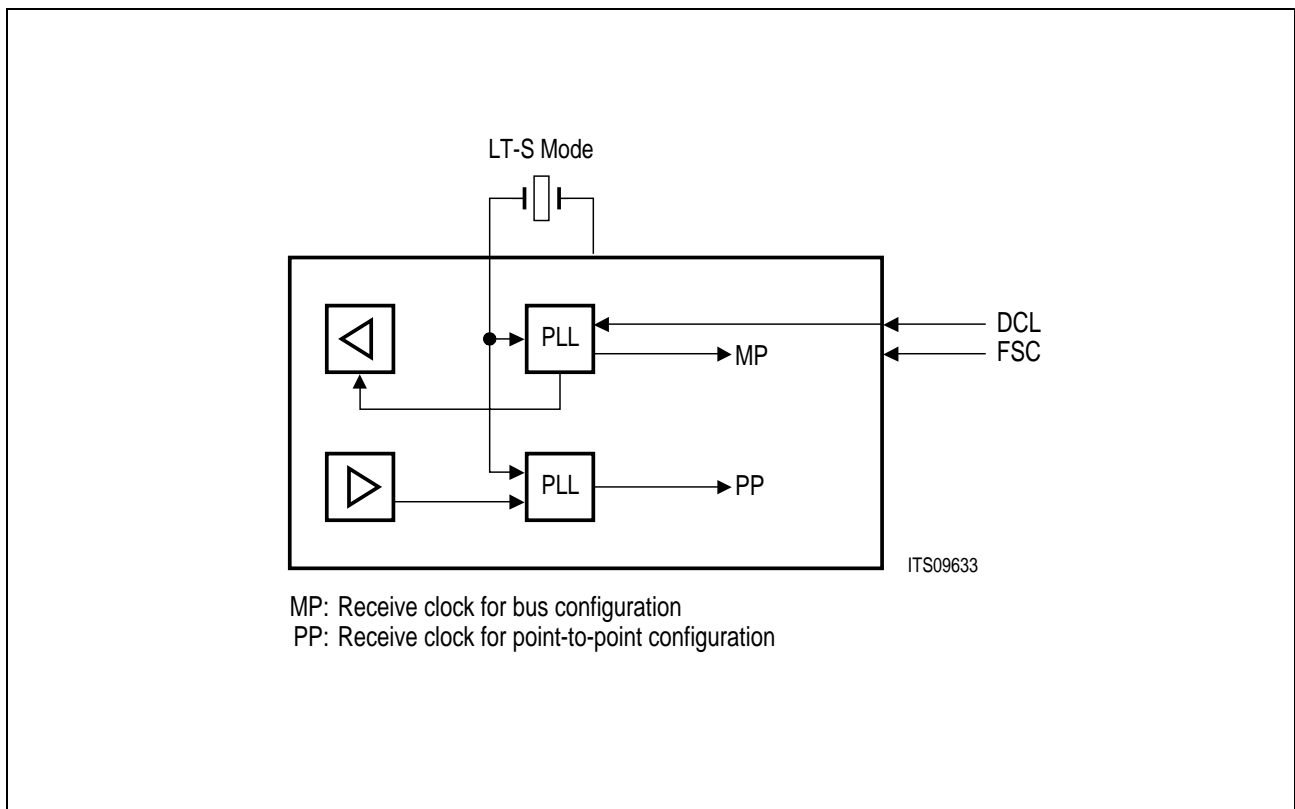 LT-S Mode
PLL
DCL
MP
FSC
PLL
PP
ITS09633
MP: Receive clock for bus configuration
PP: Receive clock for point-to-point configuration